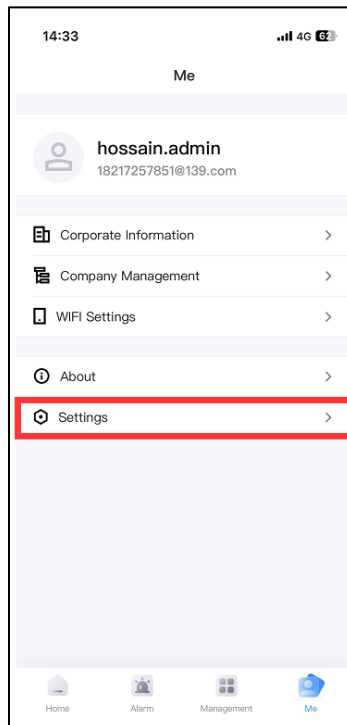 14:33
4G 62
Me
hossain.admin
18217257851@139.com
Corporate Information
Company Management
WIFI Settings
About
Settings
Home Alarm Management Me